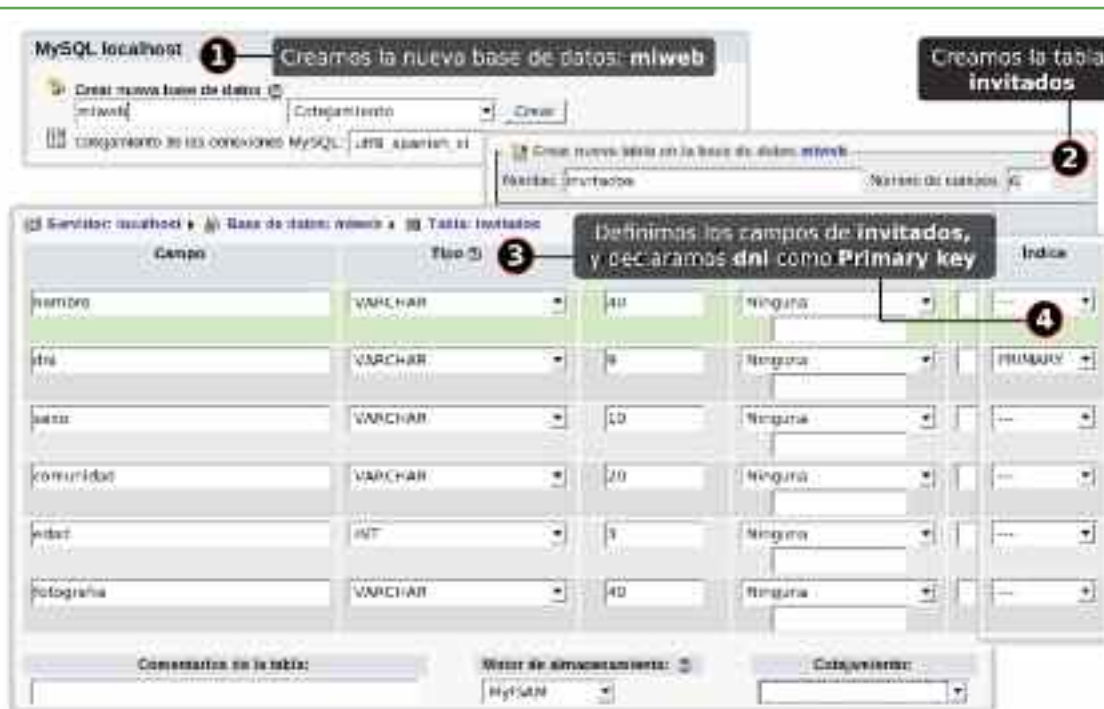 MySQL localhost
1
Creamos la nueva base de datos: miweb
Creamos la tabla
invitados
Crear nueva base de datos
miweb
Cotejamiento
Crear
Cotejamiento de las conexiones MySQL:
2
Crear nueva tabla en la base de datos miweb
Nombre: invitados
Número de campos: 6
Servidor: localhost
Base de datos: miweb
Tabla: invitados
Definimos los campos de invitados,
y declaramos dni como Primary key
Campo
Tipo
3
Índice
nombre VARCHAR 40 Ninguna ---
4
dni VARCHAR 9 Ninguna PRIMARY
sexo VARCHAR 10 Ninguna ---
comunidad VARCHAR 20 Ninguna ---
edad INT 3 Ninguna ---
fotografia VARCHAR 40 Ninguna ---
Comentarios de la tabla:
Motor de almacenamiento:
Cotejamiento:
MyISAM